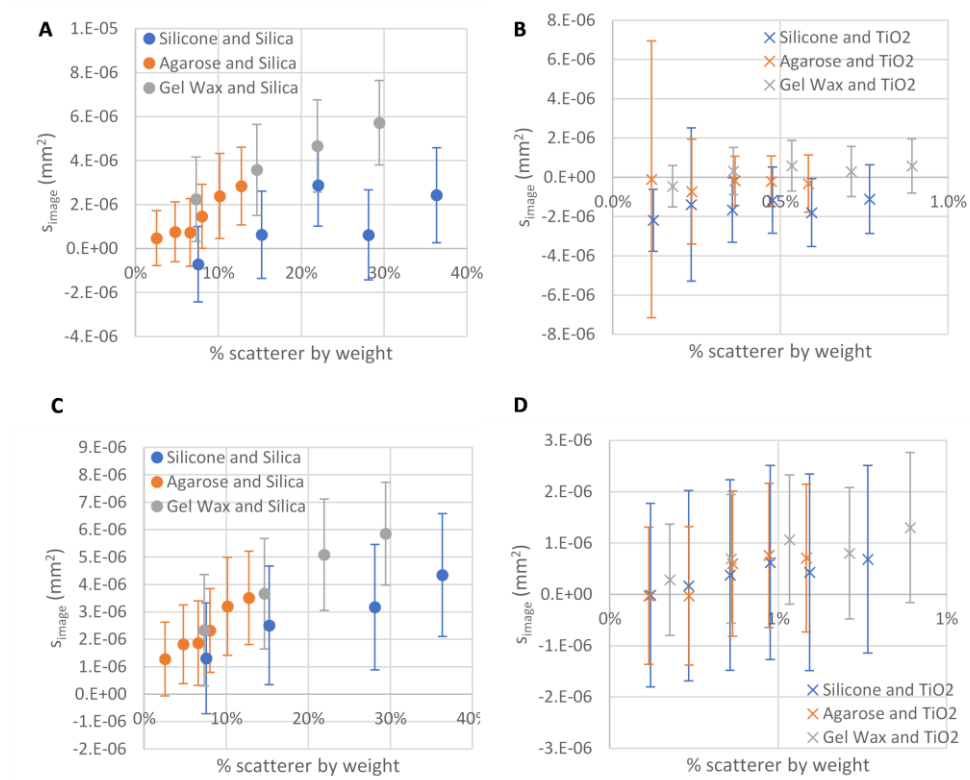 A
1.E-05
8.E-06
6.E-06
4.E-06
2.E-06
0.E+00
-2.E-06
-4.E-06
s_image (mm²)
Silicone and Silica
Agarose and Silica
Gel Wax and Silica
0% 10% 20% 30% 40%
% scatterer by weight
B
8.E-06
6.E-06
4.E-06
2.E-06
0.E+00
-2.E-06
-4.E-06
-6.E-06
-8.E-06
s_image (mm²)
Silicone and TiO2
Agarose and TiO2
Gel Wax and TiO2
0.0% 0.5% 1.0%
% scatterer by weight
C
9.E-06
8.E-06
7.E-06
6.E-06
5.E-06
4.E-06
3.E-06
2.E-06
1.E-06
0.E+00
-1.E-06
-2.E-06
s_image (mm²)
Silicone and Silica
Agarose and Silica
Gel Wax and Silica
0% 10% 20% 30% 40%
% scatterer by weight
D
3.E-06
2.E-06
1.E-06
0.E+00
-1.E-06
-2.E-06
-3.E-06
s_image (mm²)
0% 1% 1%
Silicone and TiO2
Agarose and TiO2
Gel Wax and TiO2
% scatterer by weight